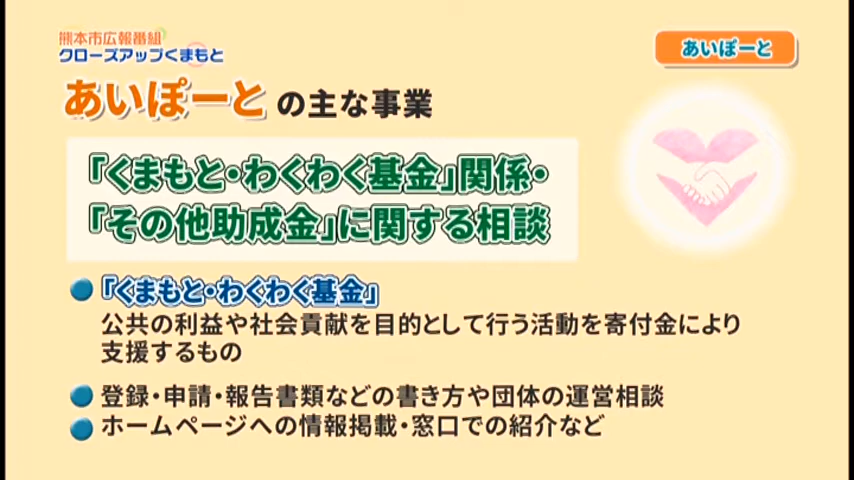 熊本市広報番組
クローズアップくまもと
あいぽーと
あいぽーとの主な事業
「くまもと・わくわく基金」関係・
「その他助成金」に関する相談
「くまもと・わくわく基金」
公共の利益や社会貢献を目的として行う活動を寄付金により
支援するもの
登録・申請・報告書類などの書き方や団体の運営相談
ホームページへの情報掲載・窓口での紹介など